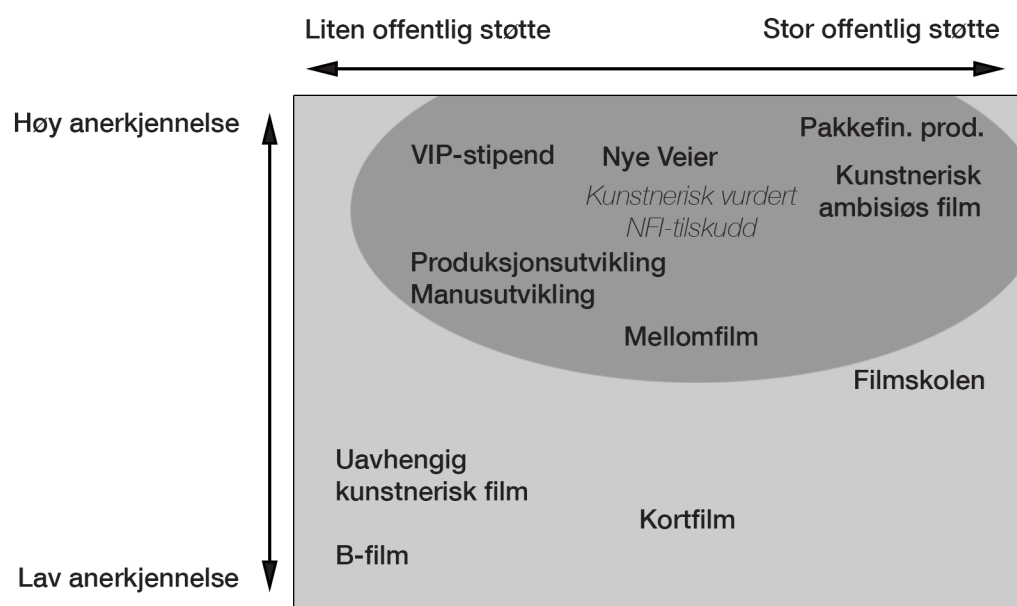 Liten offentlig støtte
Stor offentlig støtte
Høy anerkjennelse
Pakkefin. prod.
VIP-stipend
Nye Veier
Kunstnerisk
ambisiøs film
Kunstnerisk vurdert
NFI-tilskudd
Produksjonsutvikling
Manusutvikling
Mellomfilm
Filmskolen
Uavhengig
kunstnerisk film
Kortfilm
B-film
Lav anerkjennelse